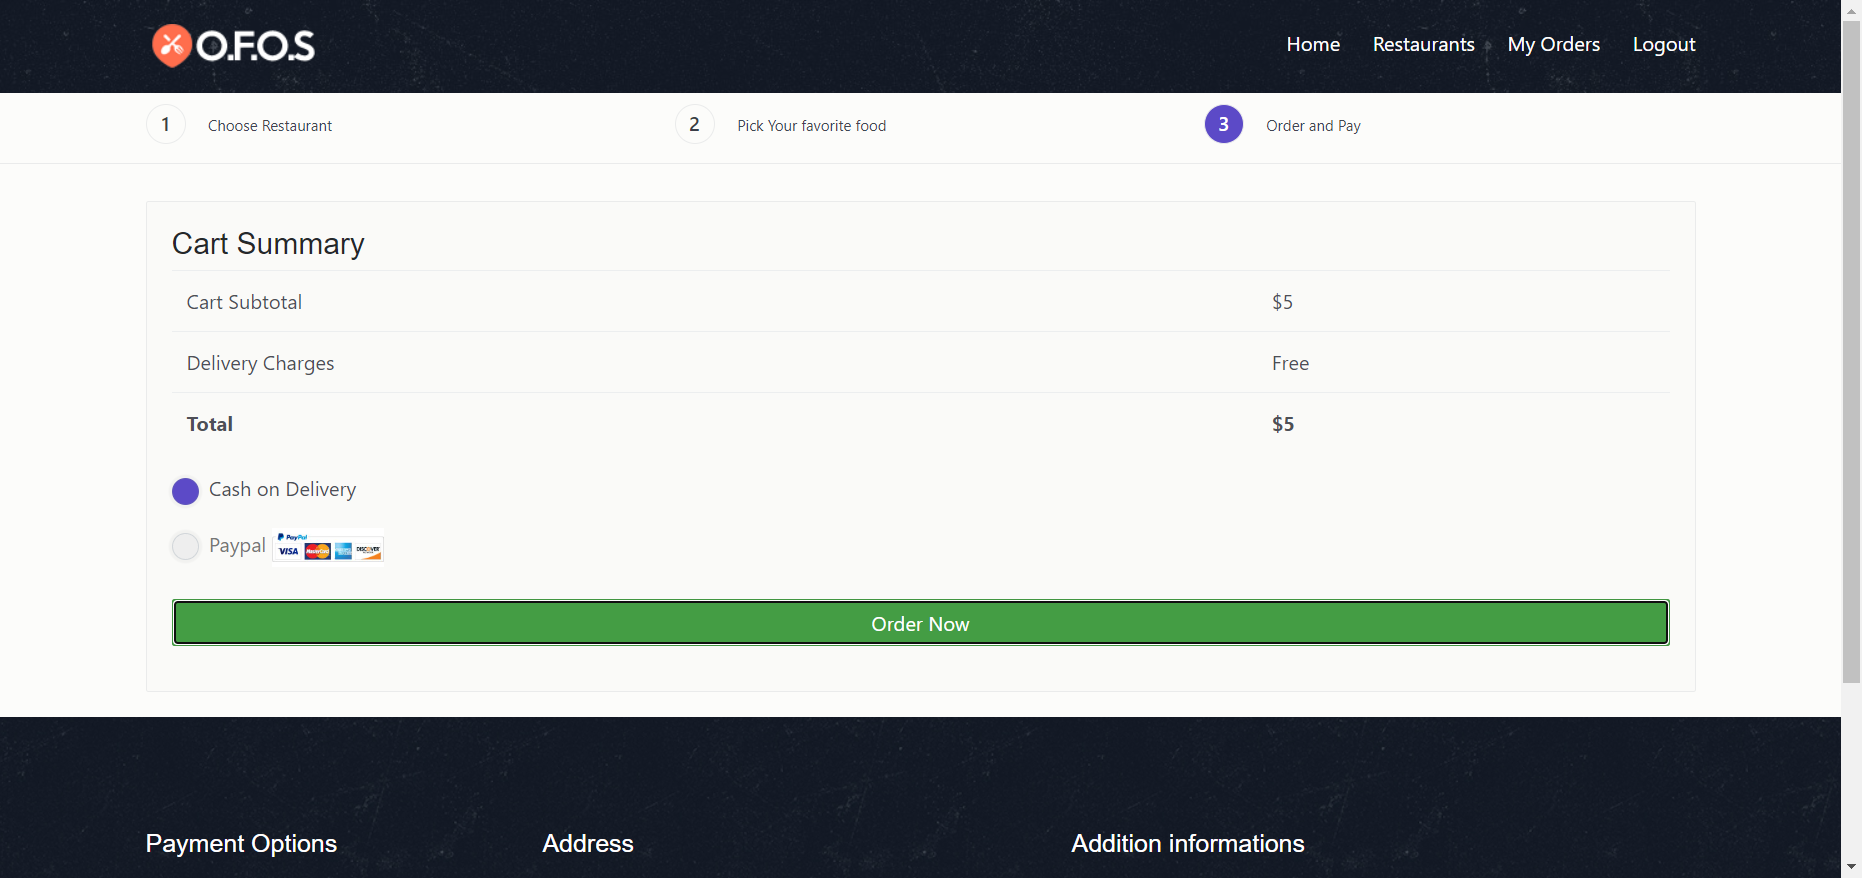 O.F.O.S
Home Restaurants My Orders Logout
1 Choose Restaurant 2 Pick Your favorite food 3 Order and Pay
Cart Summary
Cart Subtotal $5
Delivery Charges Free
Total $5
Cash on Delivery
Paypal PayPal
VISA MasterCard DISCOVER
Order Now
Payment Options Address Addition informations